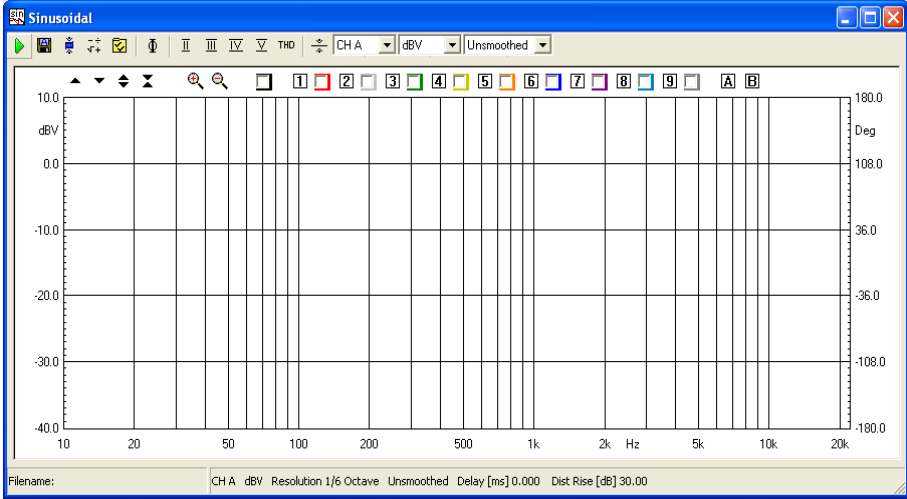 Sinusoidal
II III IV V THD CH A dBV Unsmoothed
1 2 3 4 5 6 7 8 9 A B
10.0 180.0
dBV Deg
0.0 108.0
-10.0 36.0
-20.0 -36.0
-30.0 -108.0
-40.0 -180.0
10 20 50 100 200 500 1k 2k Hz 5k 10k 20k
Filename: CH A dBV Resolution 1/6 Octave Unsmoothed Delay [ms] 0.000 Dist Rise [dB] 30.00